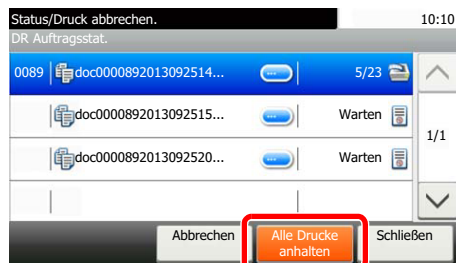 Status/Druck abbrechen. 10:10
DR Auftragsstat.
0089 doc0000892013092514... 5/23
doc0000892013092515... Warten
1/1
doc0000892013092520... Warten
Abbrechen Alle Drucke anhalten Schließen